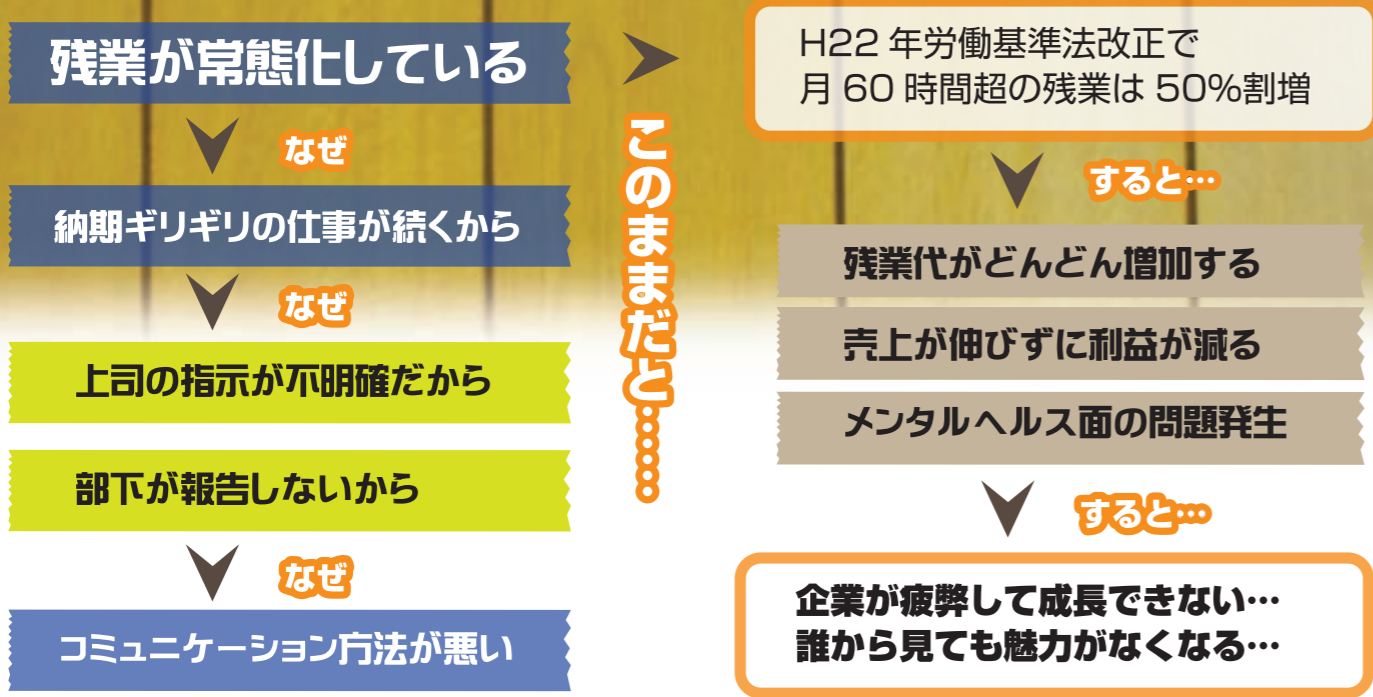 残業が常態化している
なぜ
納期ギリギリの仕事が続くから
なぜ
上司の指示が不明確だから
部下が報告しないから
なぜ
コミュニケーション方法が悪い
このままだと……
H22年労働基準法改正で
月60時間超の残業は50%割増
すると…
残業代がどんどん増加する
売上が伸びずに利益が減る
メンタルヘルス面の問題発生
すると…
企業が疲弊して成長できない…
誰から見ても魅力がなくなる…